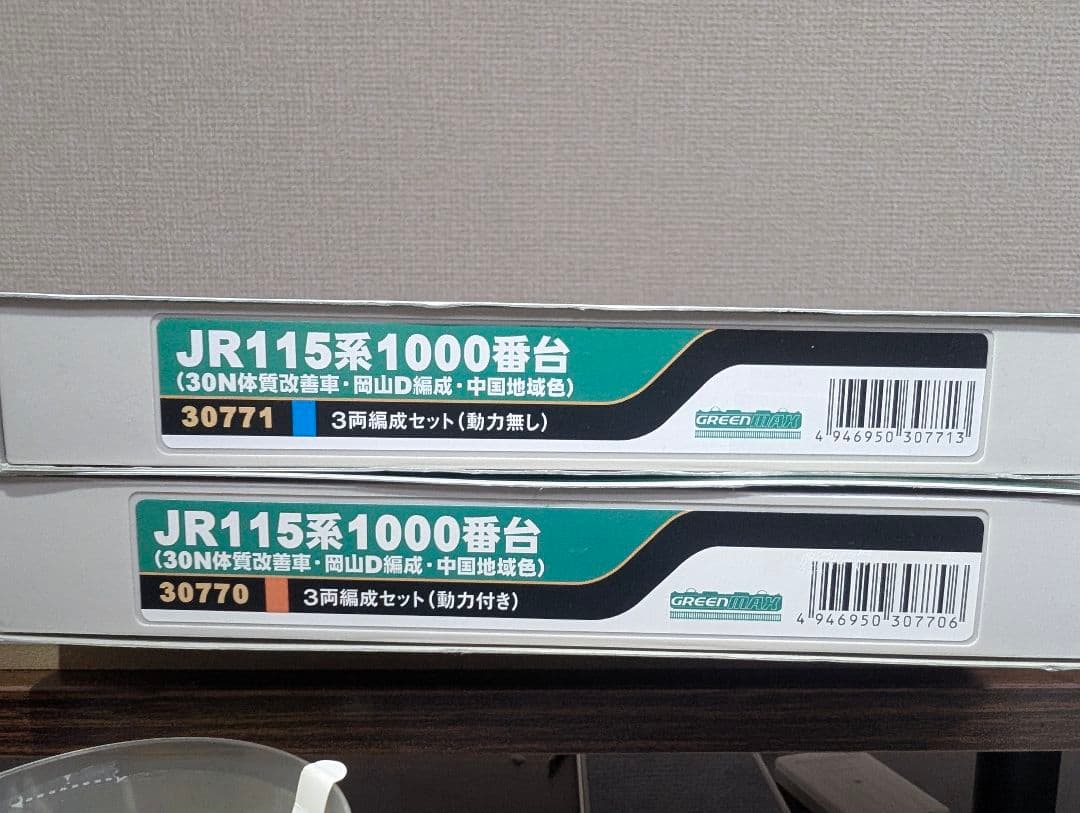 JR115系1000番台
(30N体質改善車・岡山D編成・中国地域色)
30771 3両編成セット(動力無し)
GREENMAX
4 946950 307713
JR115系1000番台
(30N体質改善車・岡山D編成・中国地域色)
30770 3両編成セット(動力付き)
GREENMAX
4 946950 307706